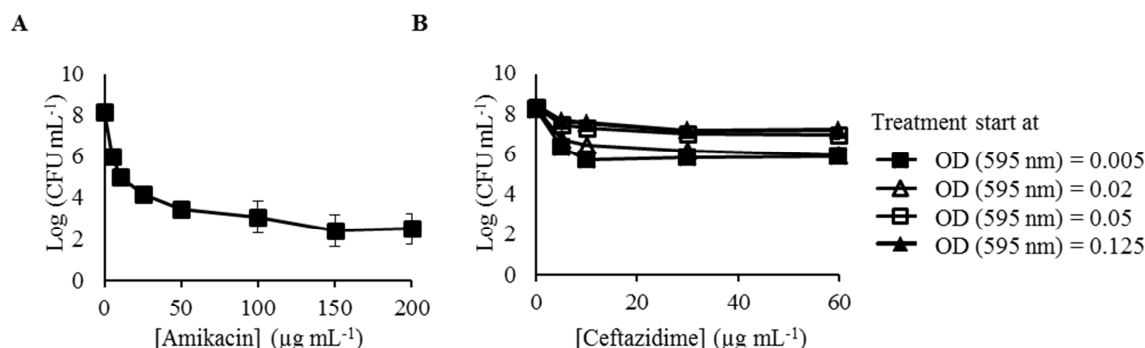 A
B
10
8
6
4
2
0
Log (CFU mL-1)
0 50 100 150 200
[Amikacin] (µg mL-1)
10
8
6
4
2
0
Log (CFU mL-1)
0 20 40 60
[Ceftazidime] (µg mL-1)
Treatment start at
OD (595 nm) = 0.005
OD (595 nm) = 0.02
OD (595 nm) = 0.05
OD (595 nm) = 0.125